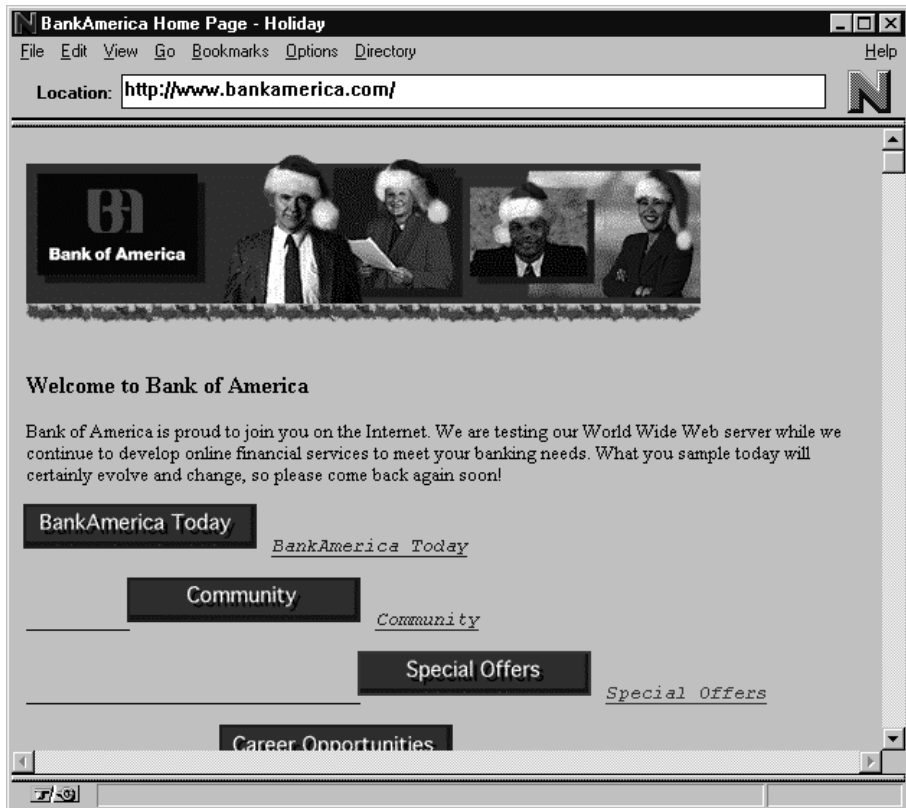 BankAmerica Home Page - Holiday
File Edit View Go Bookmarks Options Directory Help
Location: http://www.bankamerica.com/
Bank of America
Welcome to Bank of America
Bank of America is proud to join you on the Internet. We are testing our World Wide Web server while we
continue to develop online financial services to meet your banking needs. What you sample today will
certainly evolve and change, so please come back again soon!
BankAmerica Today BankAmerica Today
Community Community
Special Offers Special Offers
Career Opportunities